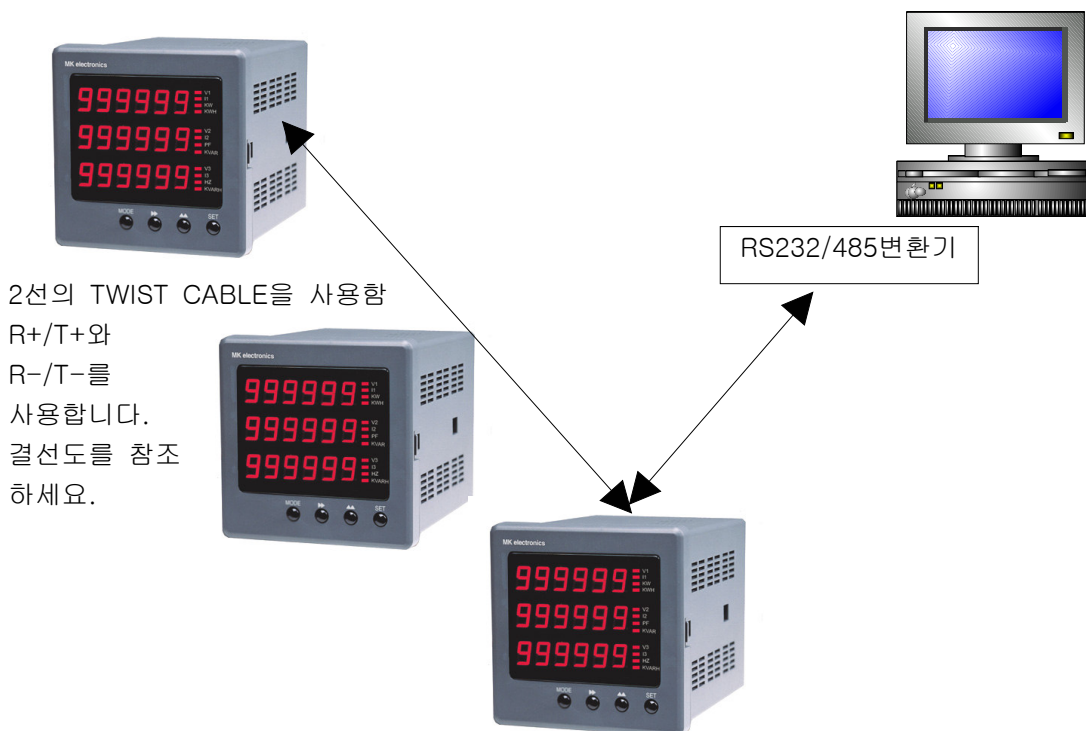 MK electronics
999999
V1
I1
KW
KWH
999999
V2
I2
PF
KVAR
999999
V3
I3
HZ
KVARH
MODE SET
RS232/485변환기
2선의 TWIST CABLE을 사용함
R+/T+와
R-/T-를
사용합니다.
결선도를 참조
하세요.
MK electronics
999999
V1
I1
KW
KWH
999999
V2
I2
PF
KVAR
999999
V3
I3
HZ
KVARH
MODE SET
MK electronics
999999
V1
I1
KW
KWH
999999
V2
I2
PF
KVAR
999999
V3
I3
HZ
KVARH
MODE SET